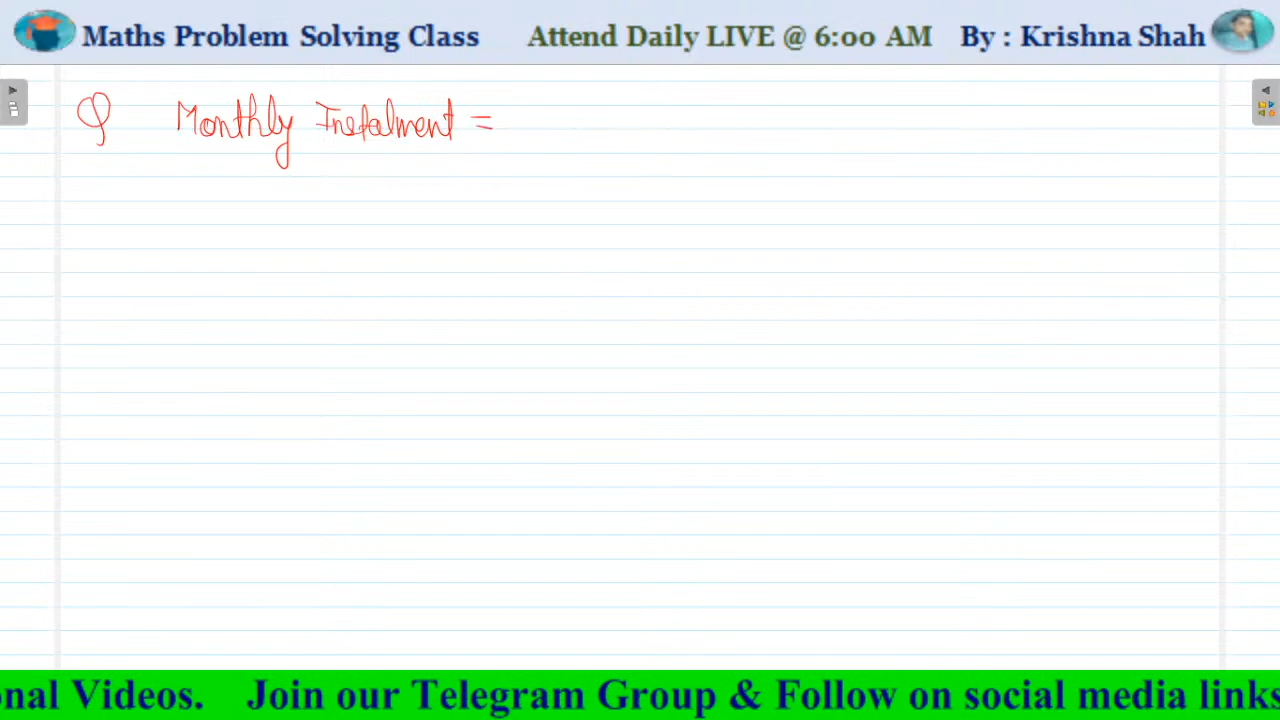 Maths Problem Solving Class Attend Daily LIVE @ 6:00 AM By : Krishna Shah
Q Monthly Instalment =
onal Videos. Join our Telegram Group & Follow on social media links